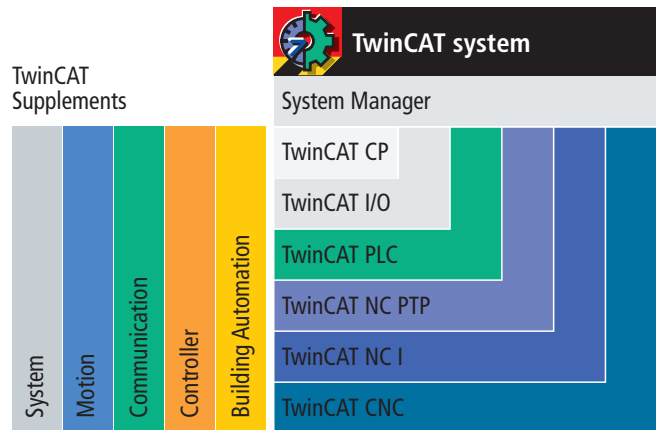 TwinCAT
Supplements
System
Motion
Communication
Controller
Building Automation
TwinCAT system
System Manager
TwinCAT CP
TwinCAT I/O
TwinCAT PLC
TwinCAT NC PTP
TwinCAT NC I
TwinCAT CNC